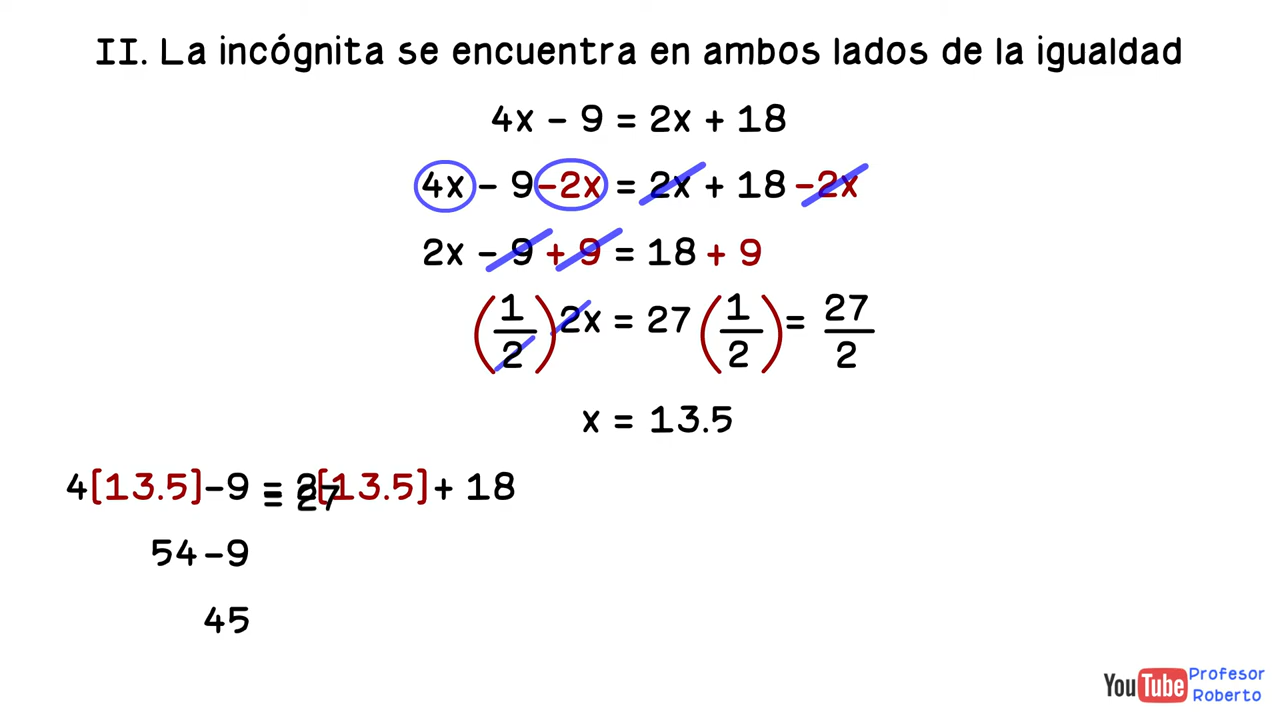 II. La incógnita se encuentra en ambos lados de la igualdad
4x – 9 = 2x + 18
4x – 9 –2x = 2x + 18 –2x
2x – 9 + 9 = 18 + 9
(1/2) 2x = 27 (1/2) = 27/2
x = 13.5
4[13.5] –9 = 2[13.5] + 18
= 27
54 –9
45
YouTube Profesor
Roberto